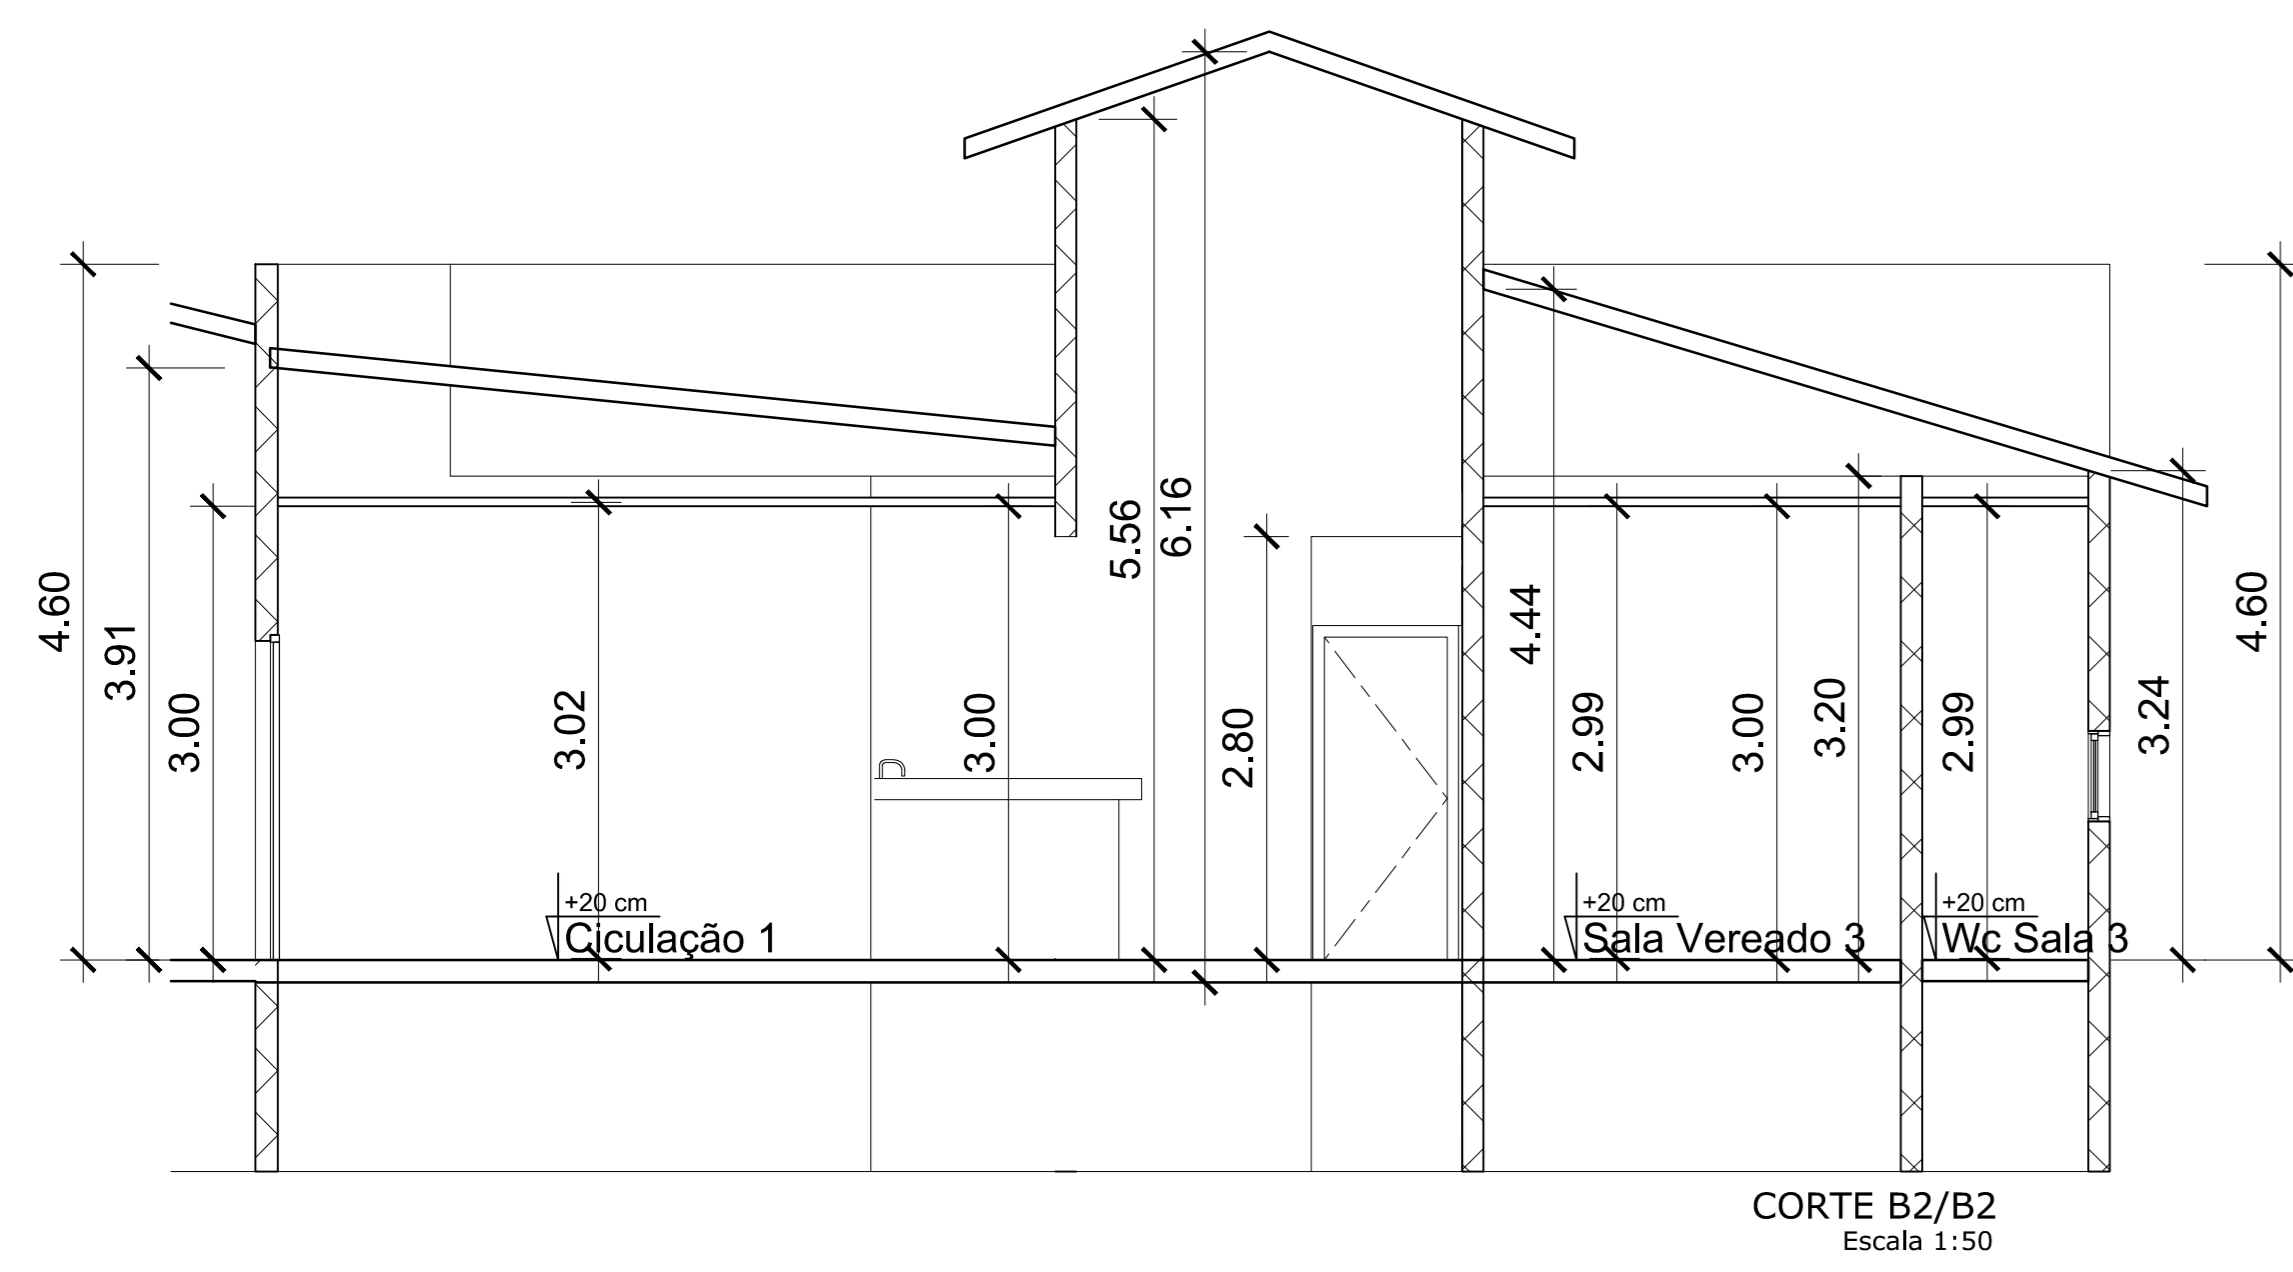 4.60
3.91
3.00
3.02
3.00
5.56
6.16
2.80
4.44
2.99
3.00
3.20
2.99
3.24
4.60
+20 cm
Ciculação 1
+20 cm
Sala Vereado 3
+20 cm
Wc Sala 3
CORTE B2/B2
Escala 1:50